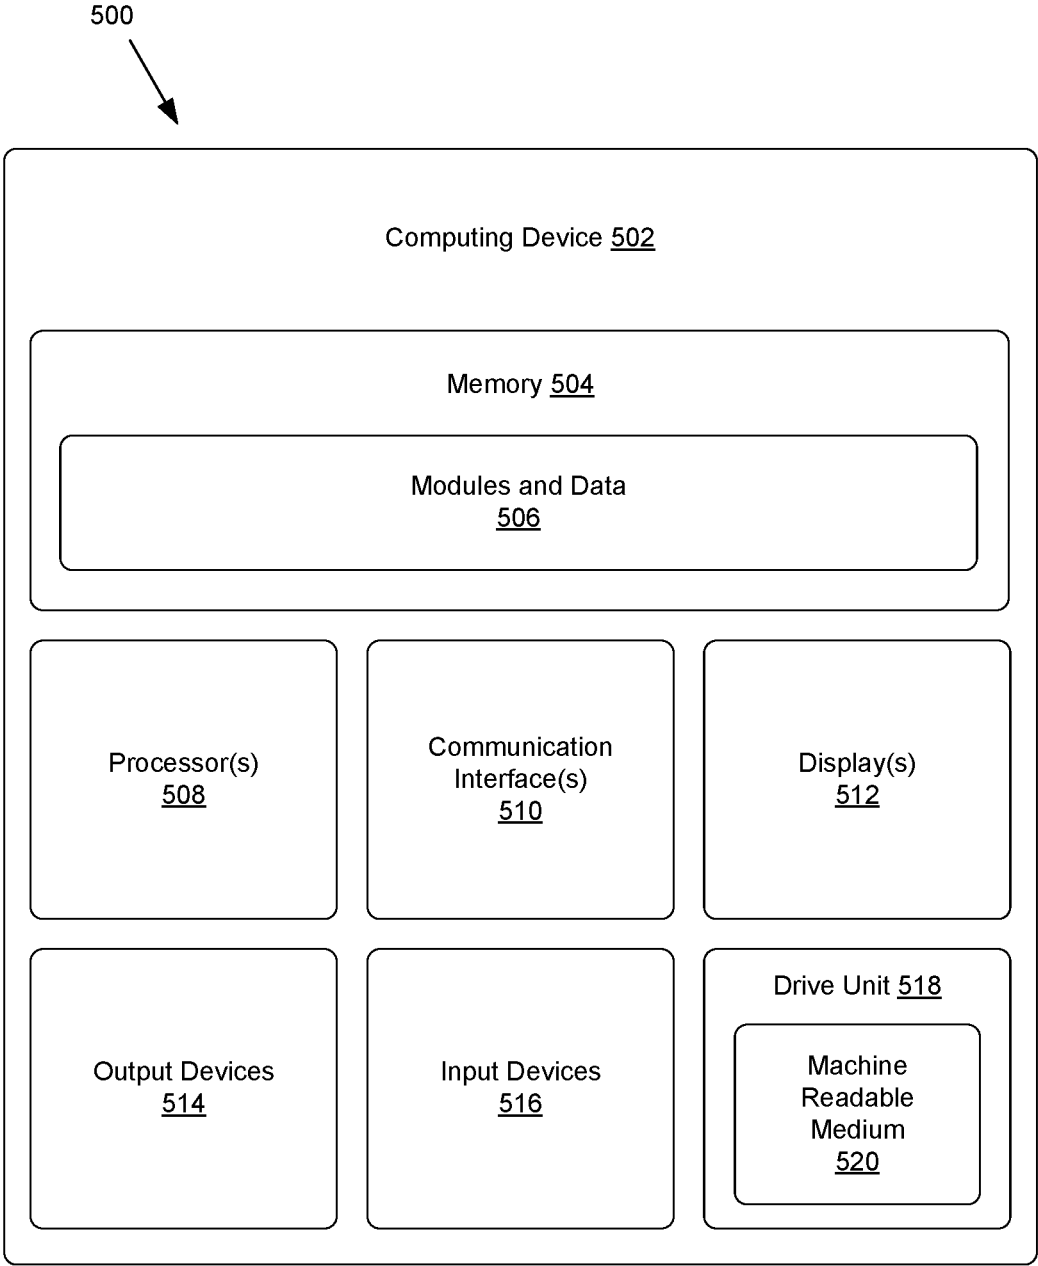 500
Computing Device 502
Memory 504
Modules and Data
506
Processor(s)
508
Communication
Interface(s)
510
Display(s)
512
Output Devices
514
Input Devices
516
Drive Unit 518
Machine
Readable
Medium
520